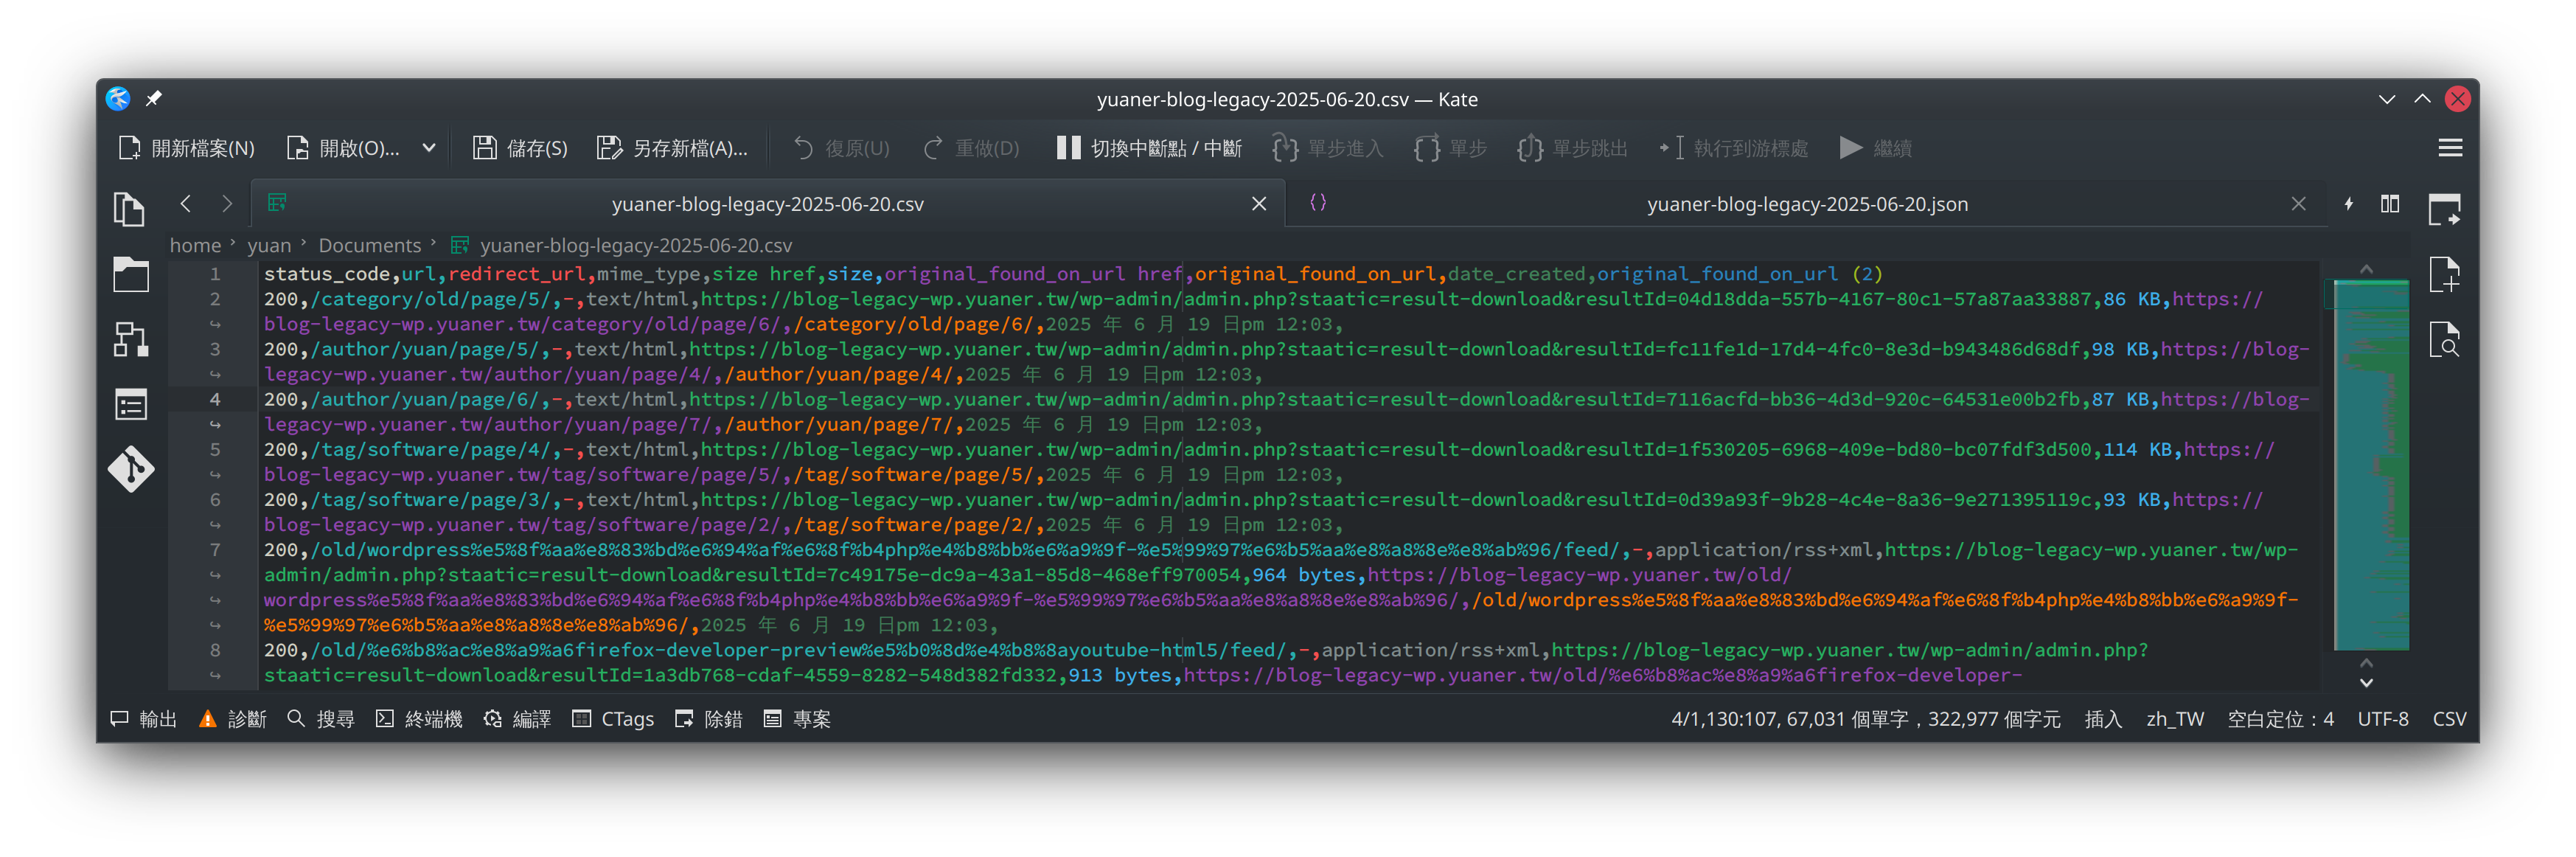 yuaner-blog-legacy-2025-06-20.csv — Kate
開新檔案(N) 開啟(O)... 儲存(S) 另存新檔(A)... 復原(U) 重做(D) 切換中斷點 / 中斷 單步進入 單步 單步跳出 執行到游標處 繼續
yuaner-blog-legacy-2025-06-20.csv yuaner-blog-legacy-2025-06-20.json
home › yuan › Documents › yuaner-blog-legacy-2025-06-20.csv
1 status_code,url,redirect_url,mime_type,size href,size,original_found_on_url href,original_found_on_url,date_created,original_found_on_url (2)
2 200,/category/old/page/5/,-,text/html,https://blog-legacy-wp.yuaner.tw/wp-admin/admin.php?staatic=result-download&resultId=04d18dda-557b-4167-80c1-57a87aa33887,86 KB,https://
blog-legacy-wp.yuaner.tw/category/old/page/6/,/category/old/page/6/,2025 年 6 月 19 日pm 12:03,
3 200,/author/yuan/page/5/,-,text/html,https://blog-legacy-wp.yuaner.tw/wp-admin/admin.php?staatic=result-download&resultId=fc11fe1d-17d4-4fc0-8e3d-b943486d68df,98 KB,https://blog-
legacy-wp.yuaner.tw/author/yuan/page/4/,/author/yuan/page/4/,2025 年 6 月 19 日pm 12:03,
4 200,/author/yuan/page/6/,-,text/html,https://blog-legacy-wp.yuaner.tw/wp-admin/admin.php?staatic=result-download&resultId=7116acfd-bb36-4d3d-920c-64531e00b2fb,87 KB,https://blog-
legacy-wp.yuaner.tw/author/yuan/page/7/,/author/yuan/page/7/,2025 年 6 月 19 日pm 12:03,
5 200,/tag/software/page/4/,-,text/html,https://blog-legacy-wp.yuaner.tw/wp-admin/admin.php?staatic=result-download&resultId=1f530205-6968-409e-bd80-bc07fdf3d500,114 KB,https://
blog-legacy-wp.yuaner.tw/tag/software/page/5/,/tag/software/page/5/,2025 年 6 月 19 日pm 12:03,
6 200,/tag/software/page/3/,-,text/html,https://blog-legacy-wp.yuaner.tw/wp-admin/admin.php?staatic=result-download&resultId=0d39a93f-9b28-4c4e-8a36-9e271395119c,93 KB,https://
blog-legacy-wp.yuaner.tw/tag/software/page/2/,/tag/software/page/2/,2025 年 6 月 19 日pm 12:03,
7 200,/old/wordpress%e5%8f%aa%e8%83%bd%e6%94%af%e6%8f%b4php%e4%b8%bb%e6%a9%9f-%e5%99%97%e6%b5%aa%e8%a8%8e%e8%ab%96/feed/,-,application/rss+xml,https://blog-legacy-wp.yuaner.tw/wp-
admin/admin.php?staatic=result-download&resultId=7c49175e-dc9a-43a1-85d8-468eff970054,964 bytes,https://blog-legacy-wp.yuaner.tw/old/
wordpress%e5%8f%aa%e8%83%bd%e6%94%af%e6%8f%b4php%e4%b8%bb%e6%a9%9f-%e5%99%97%e6%b5%aa%e8%a8%8e%e8%ab%96/,/old/wordpress%e5%8f%aa%e8%83%bd%e6%94%af%e6%8f%b4php%e4%b8%bb%e6%a9%9f-
%e5%99%97%e6%b5%aa%e8%a8%8e%e8%ab%96/,2025 年 6 月 19 日pm 12:03,
8 200,/old/%e6%b8%ac%e8%a9%a6firefox-developer-preview%e5%b0%8d%e4%b8%8ayoutube-html5/feed/,-,application/rss+xml,https://blog-legacy-wp.yuaner.tw/wp-admin/admin.php?
staatic=result-download&resultId=1a3db768-cdaf-4559-8282-548d382fd332,913 bytes,https://blog-legacy-wp.yuaner.tw/old/%e6%b8%ac%e8%a9%a6firefox-developer-
輸出 診斷 搜尋 終端機 編譯 CTags 除錯 專案 4/1,130:107, 67,031 個單字，322,977 個字元 插入 zh_TW 空白定位：4 UTF-8 CSV